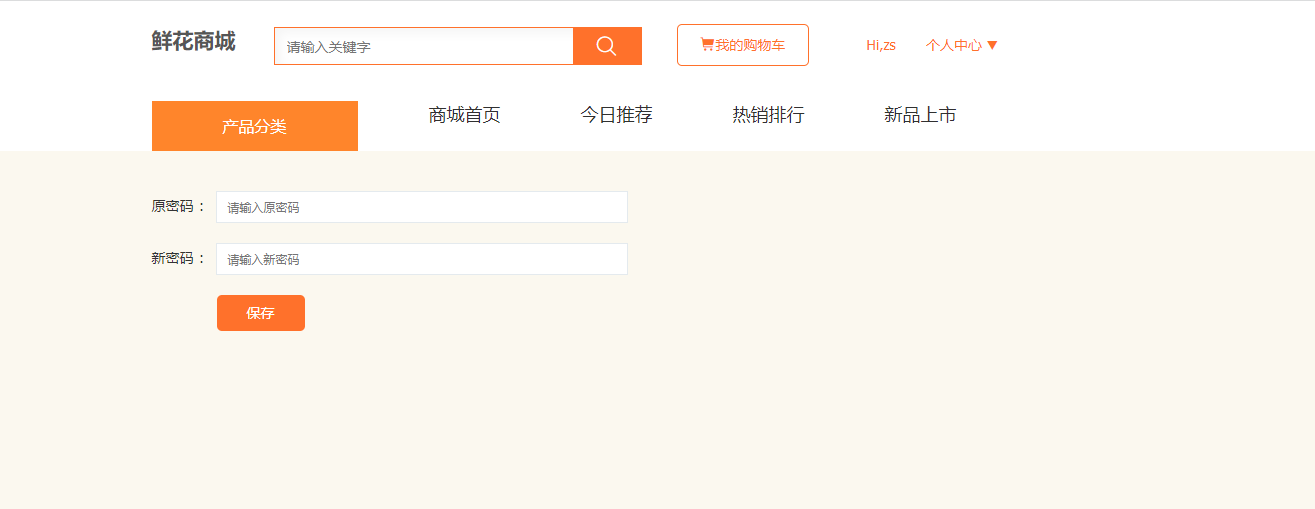 鲜花商城
请输入关键字
我的购物车
Hi,zs
个人中心 ▼
产品分类
商城首页
今日推荐
热销排行
新品上市
原密码：
请输入原密码
新密码：
请输入新密码
保存